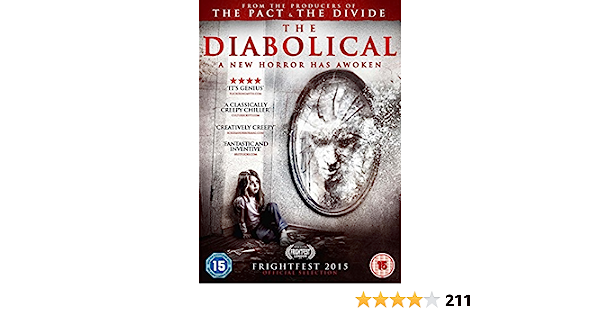 FROM THE PRODUCERS OF
THE PACT & THE DIVIDE
THE
DIABOLICAL
A NEW HORROR HAS AWOKEN
★★★★
'IT'S GENIUS'
'A CLASSICALLY
CREEPY CHILLER'
'CREATIVELY CREEPY'
'FANTASTIC AND
INVENTIVE'
FRIGHTFEST
15
FRIGHTFEST 2015
OFFICIAL SELECTION
15
211